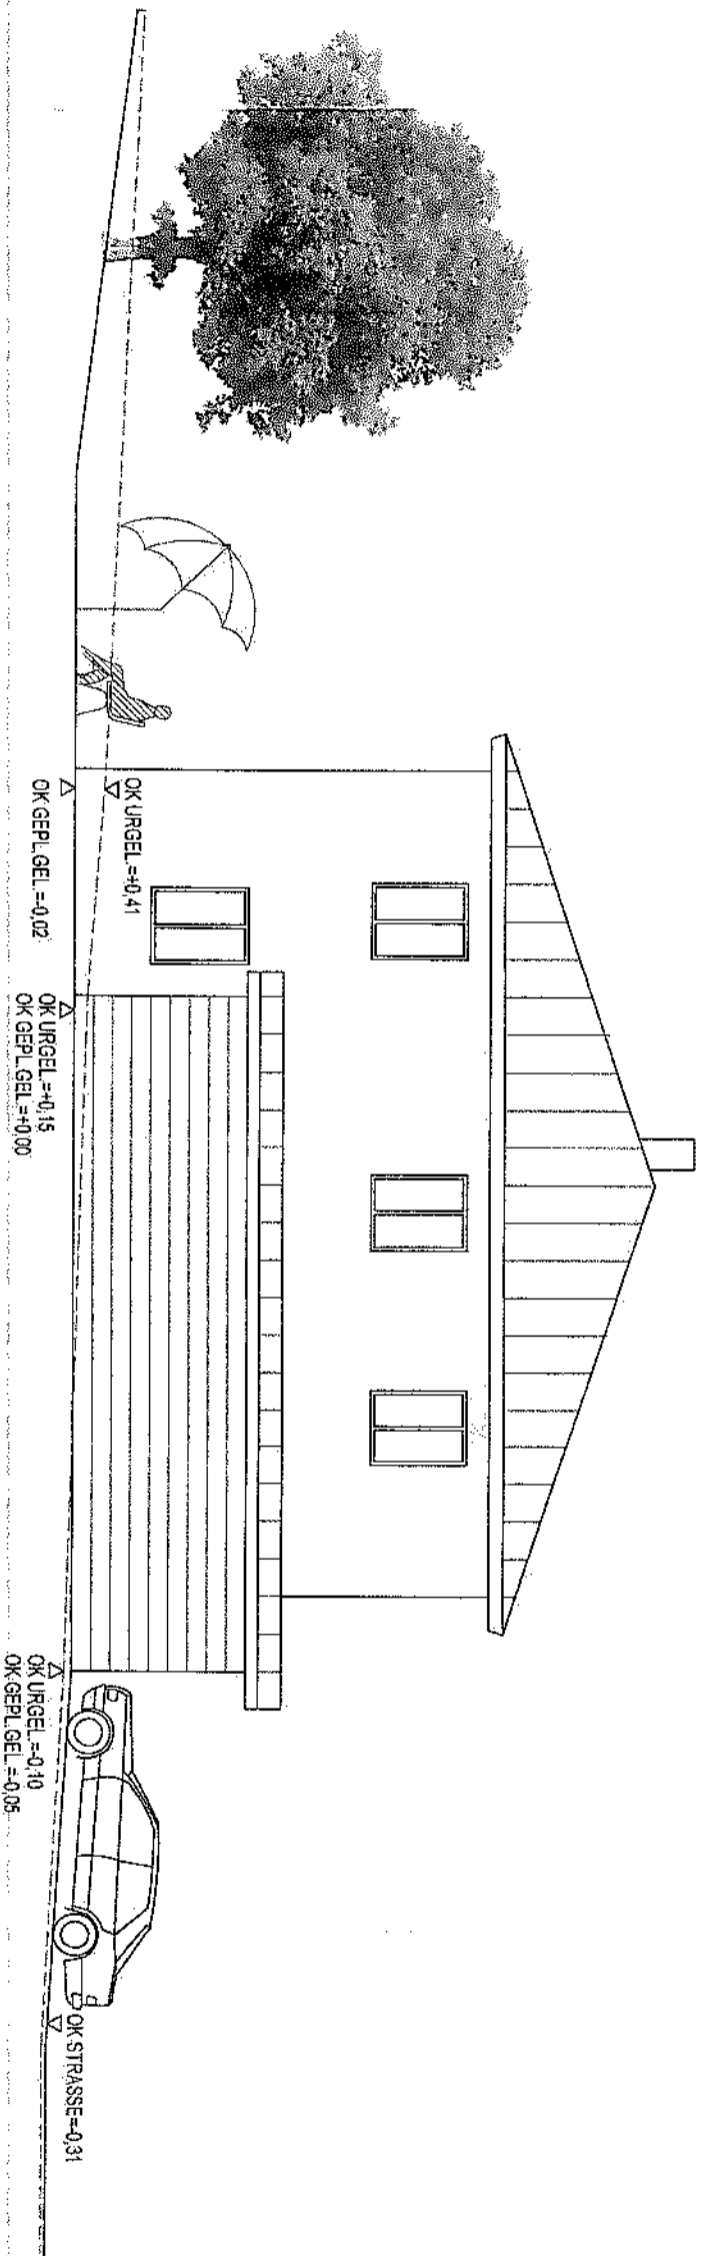 OK URGEL.=+0,41
OK GEPL.GEL.=-0,02
OK URGEL.=+0,15
OK GEPL.GEL.=+0,00
OK URGEL.=-0,10
OK GEPL.GEL.=-0,05
OK STRASSE=-0,31